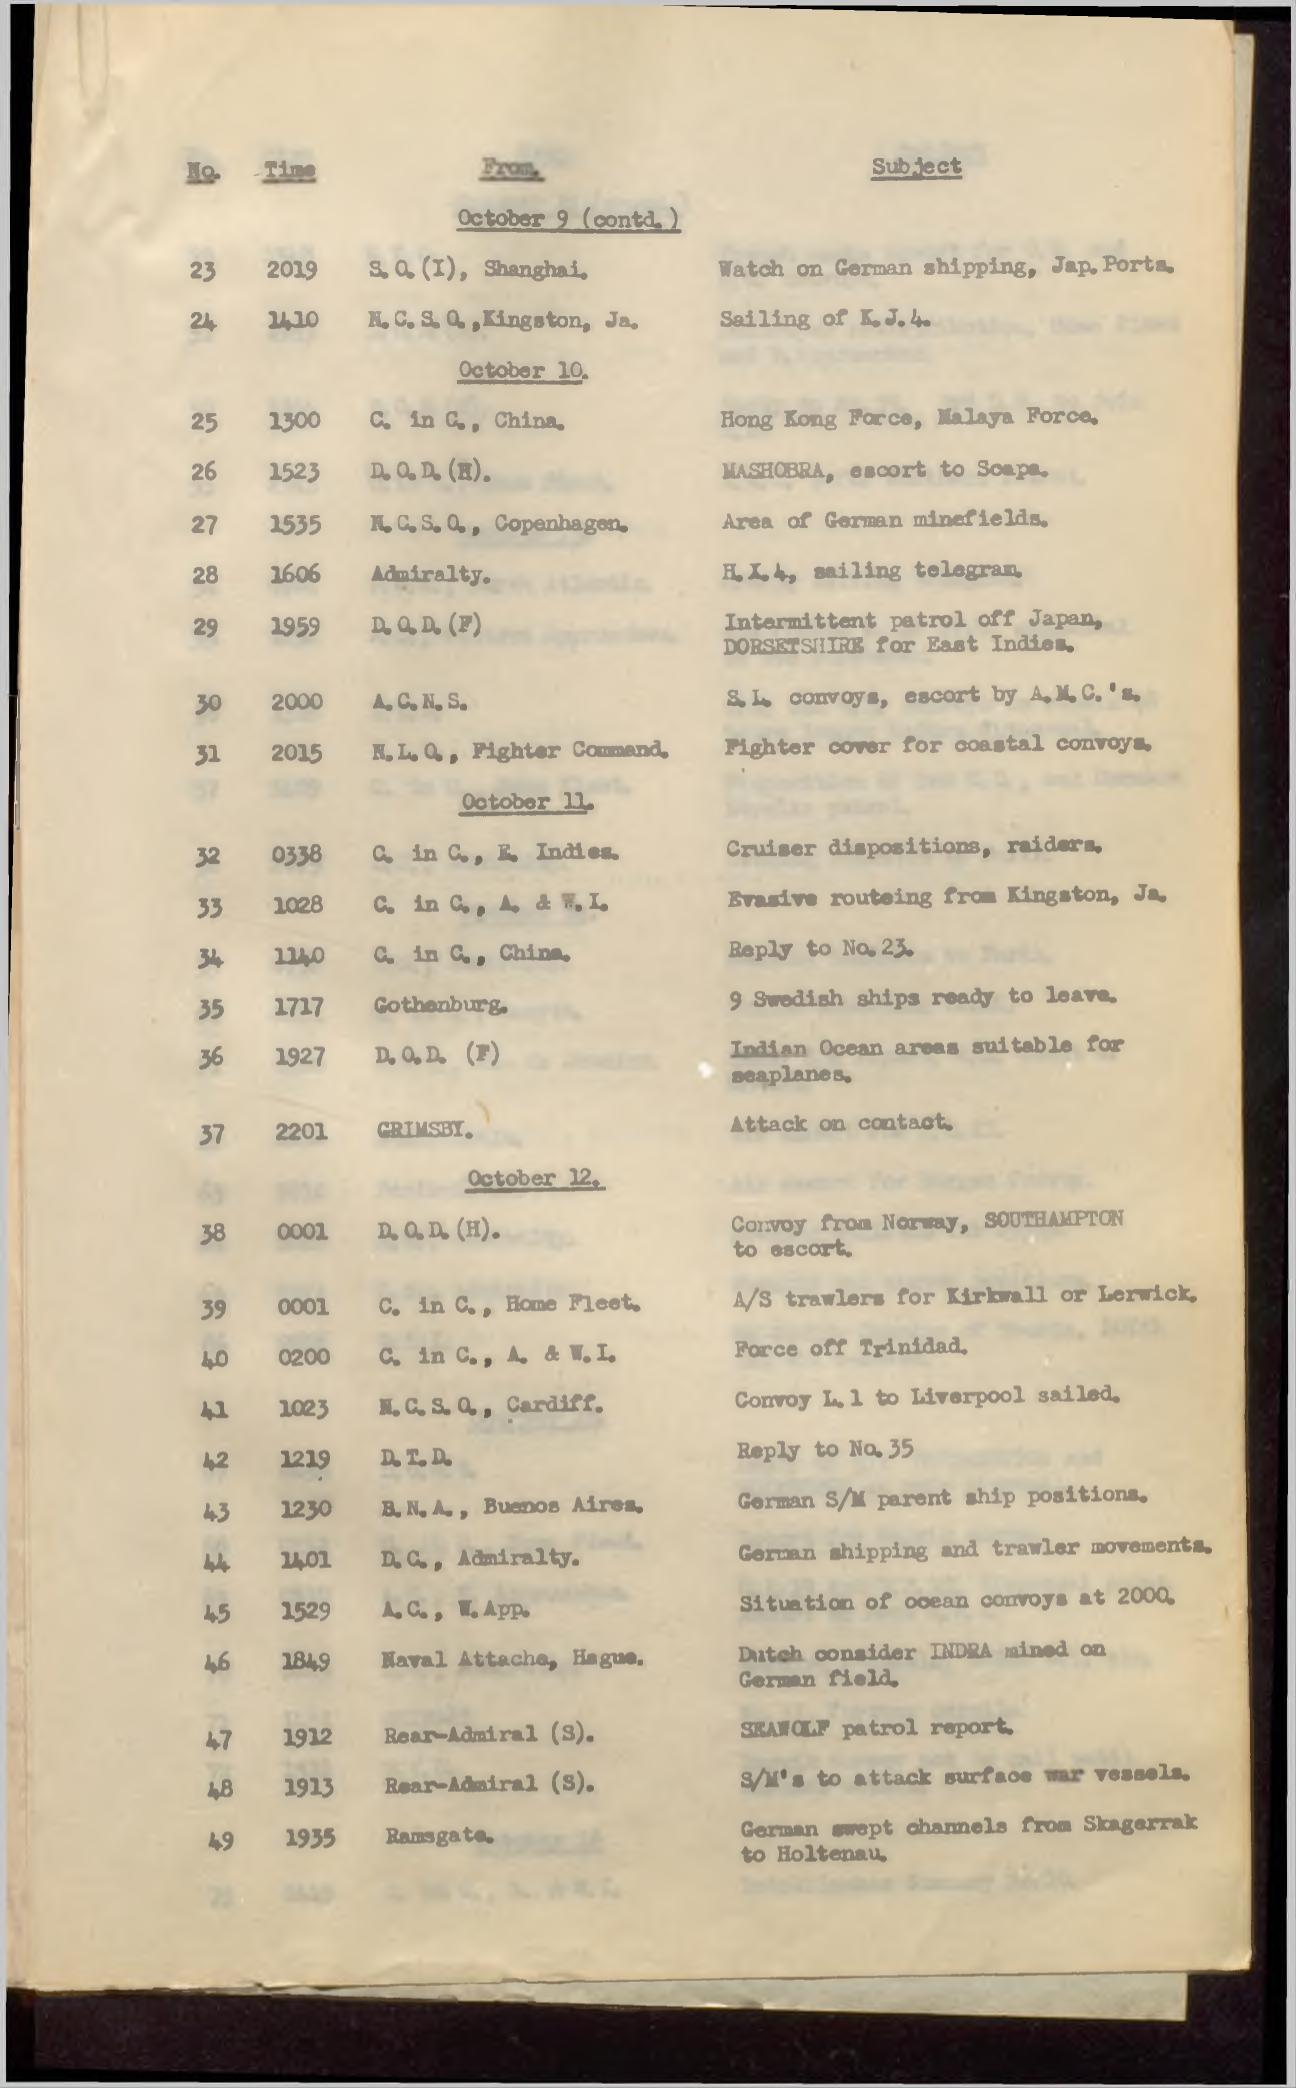 No. Time From. Subject
October 9 (contd.)
23 2019 S.O.(I), Shanghai. Watch on German shipping, Jap. Ports.
24 1410 N.C.S.O.,Kingston, Ja. Sailing of K.J.4.
October 10.
25 1300 C. in C., China. Hong Kong Force, Malaya Force.
26 1523 D.O.D.(H). MASHOBRA, escort to Scapa.
27 1535 N.C.S.O., Copenhagen. Area of German minefields.
28 1606 Admiralty. H.X.4, sailing telegram.
29 1959 D.O.D.(F) Intermittent patrol off Japan,
DORSETSHIRE for East Indies.
30 2000 A.C.N.S. S.L. convoys, escort by A.M.C.'s.
31 2015 N.L.O., Fighter Command. Fighter cover for coastal convoys.
October 11.
32 0338 C. in C., E. Indies. Cruiser dispositions, raiders.
33 1028 C. in C., A. & W.I. Evasive routeing from Kingston, Ja.
34 1140 C. in C., China. Reply to No.23.
35 1717 Gothenburg. 9 Swedish ships ready to leave.
36 1927 D.O.D. (F) Indian Ocean areas suitable for
seaplanes.
37 2201 GRIMSBY. Attack on contact.
October 12.
38 0001 D.O.D.(H). Convoy from Norway, SOUTHAMPTON
to escort.
39 0001 C. in C., Home Fleet. A/S trawlers for Kirkwall or Lerwick.
40 0200 C. in C., A. & W.I. Force off Trinidad.
41 1023 N.C.S.O., Cardiff. Convoy L.1 to Liverpool sailed.
42 1219 D.T.D. Reply to No.35
43 1230 B.N.A., Buenos Aires. German S/M parent ship positions.
44 1401 D.C., Admiralty. German shipping and trawler movements.
45 1529 A.C., W.App. Situation of ocean convoys at 2000.
46 1849 Naval Attache, Hague. Dutch consider INDRA mined on
German field.
47 1912 Rear-Admiral (S). SEAWOLF patrol report.
48 1913 Rear-Admiral (S). S/M's to attack surface war vessels.
49 1935 Ramsgate. German swept channels from Skagerrak
to Holtenau.